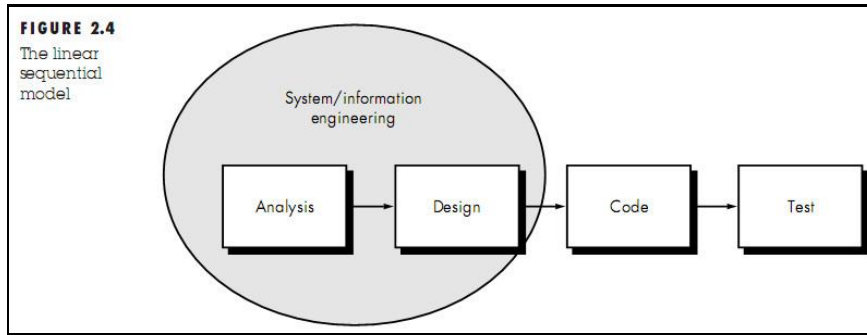 FIGURE 2.4
The linear
sequential
model
System/information
engineering
Analysis
Design
Code
Test